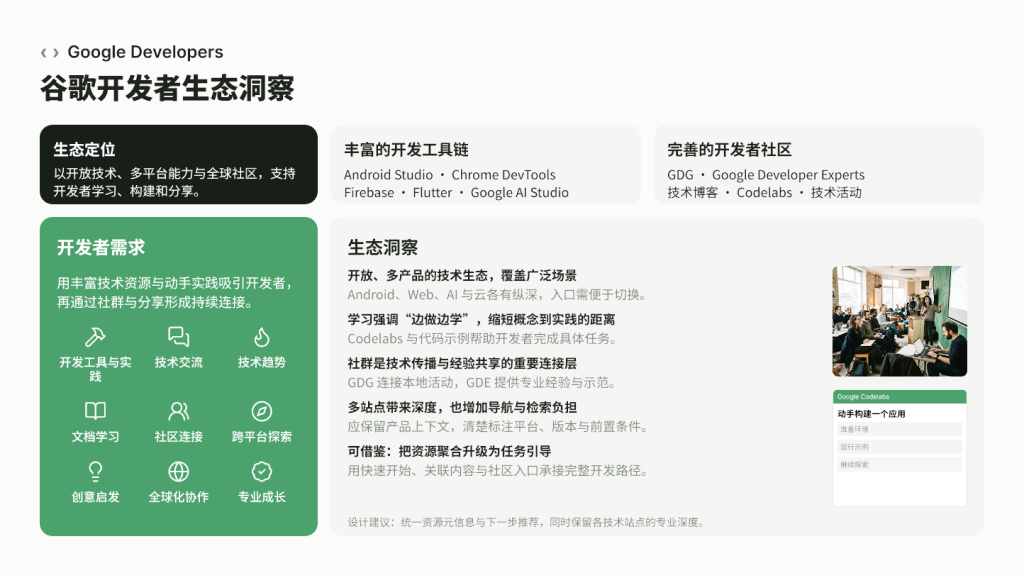 ‹ › Google Developers
谷歌开发者生态洞察
生态定位
以开放技术、多平台能力与全球社区，支持
开发者学习、构建和分享。
丰富的开发工具链
Android Studio · Chrome DevTools
Firebase · Flutter · Google AI Studio
完善的开发者社区
GDG · Google Developer Experts
技术博客 · Codelabs · 技术活动
开发者需求
用丰富技术资源与动手实践吸引开发者，
再通过社群与分享形成持续连接。
开发工具与实
践
技术交流
技术趋势
文档学习
社区连接
跨平台探索
创意启发
全球化协作
专业成长
生态洞察
开放、多产品的技术生态，覆盖广泛场景
Android、Web、AI 与云各有纵深，入口需便于切换。
学习强调“边做边学”，缩短概念到实践的距离
Codelabs 与代码示例帮助开发者完成具体任务。
社群是技术传播与经验共享的重要连接层
GDG 连接本地活动，GDE 提供专业经验与示范。
多站点带来深度，也增加导航与检索负担
应保留产品上下文，清楚标注平台、版本与前置条件。
可借鉴：把资源聚合升级为任务引导
用快速开始、关联内容与社区入口承接完整开发路径。
设计建议：统一资源元信息与下一步推荐，同时保留各技术站点的专业深度。
Google Codelabs
动手构建一个应用
准备环境
运行示例
继续探索